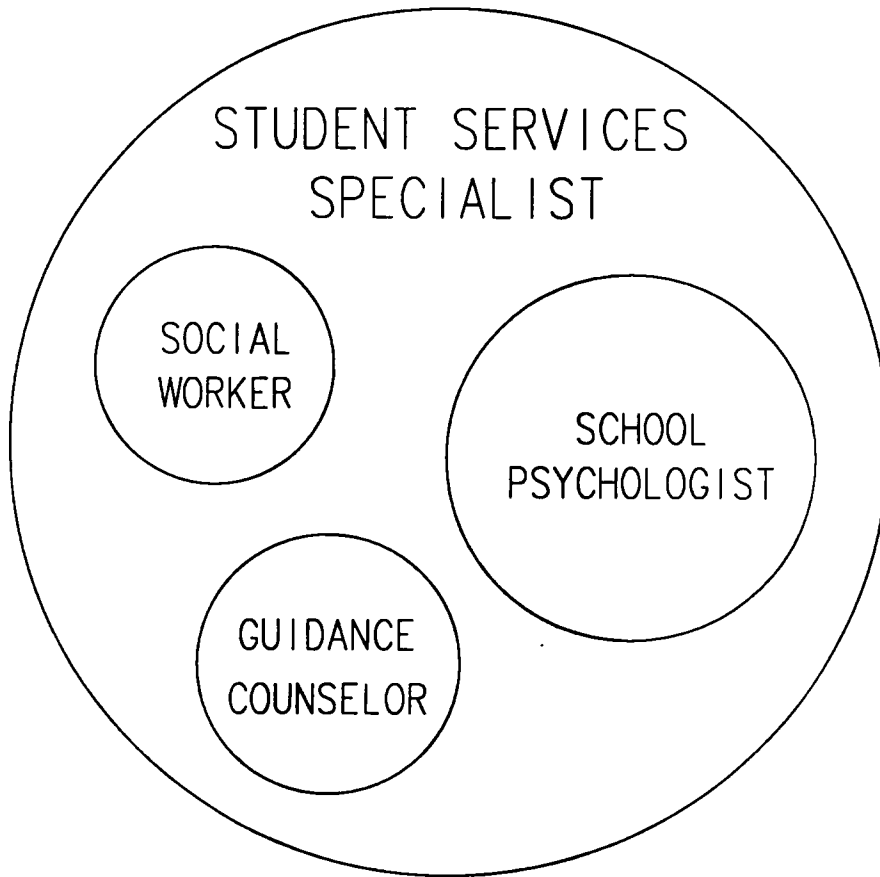 STUDENT SERVICES
SPECIALIST
SOCIAL
WORKER
SCHOOL
PSYCHOLOGIST
GUIDANCE
COUNSELOR